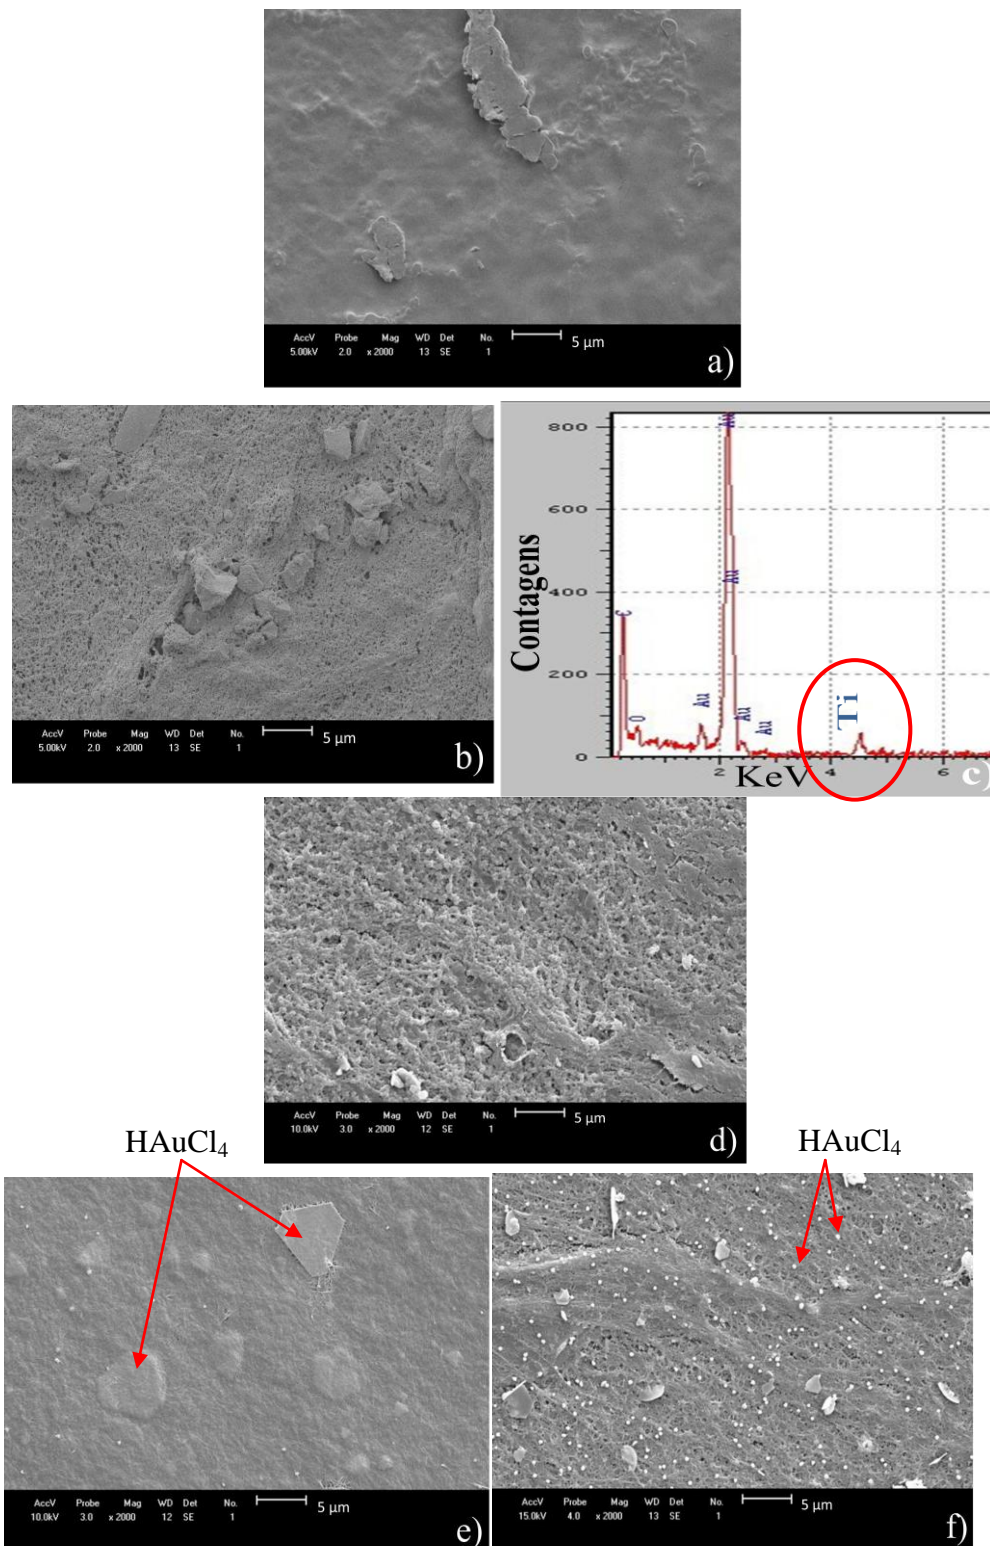 AccV Probe Mag WD Det No.
5.00kV 2.0 x 2000 13 SE 1
5 μm
a)
AccV Probe Mag WD Det No.
5.00kV 2.0 x 2000 13 SE 1
5 μm
b)
800
600
400
200
0
Contagens
C
O
Au
Au
Au
Au
Ti
2
4
6
KeV
c)
AccV Probe Mag WD Det No.
10.0kV 3.0 x 2000 12 SE 1
5 μm
d)
HAuCl₄
HAuCl₄
AccV Probe Mag WD Det No.
10.0kV 3.0 x 2000 12 SE 1
5 μm
e)
AccV Probe Mag WD Det No.
15.0kV 4.0 x 2000 13 SE 1
5 μm
f)